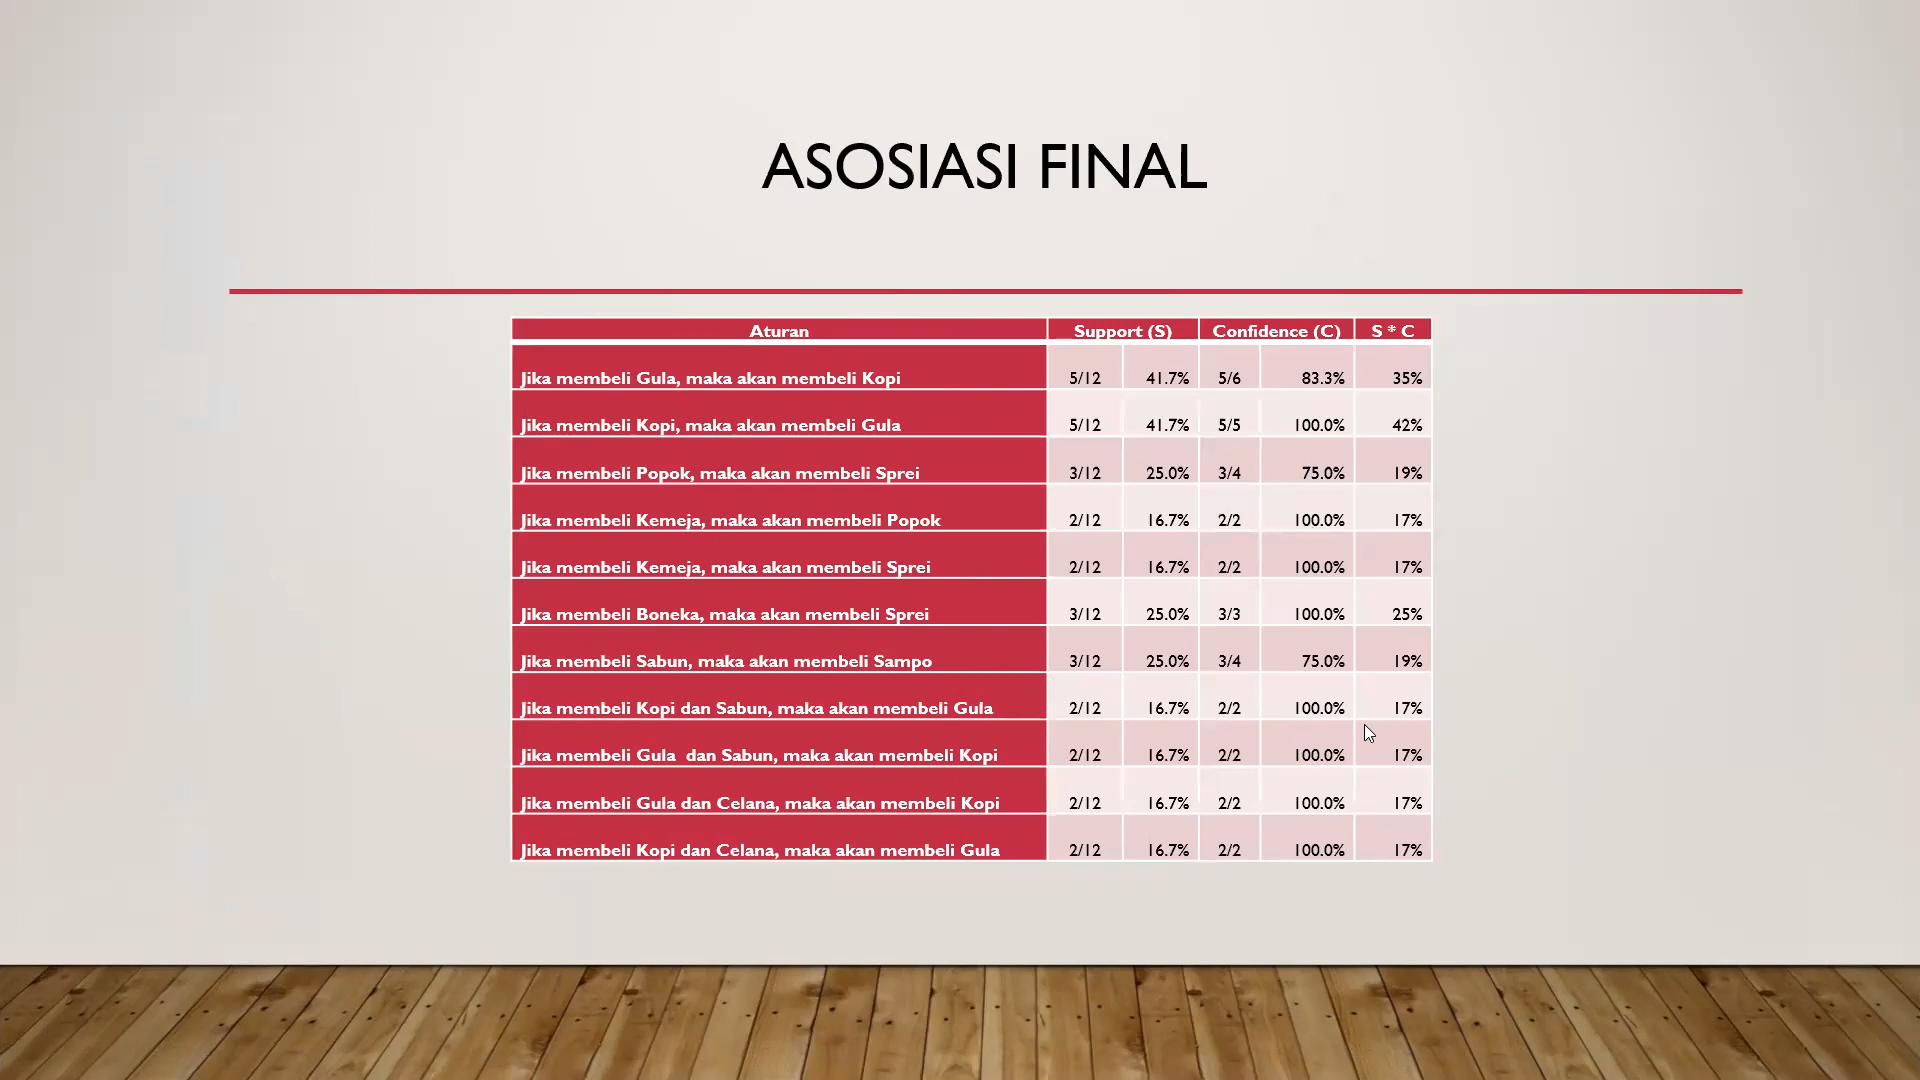 ASOSIASI FINAL
Aturan Support (S) Confidence (C) S * C
Jika membeli Gula, maka akan membeli Kopi 5/12 41.7% 5/6 83.3% 35%
Jika membeli Kopi, maka akan membeli Gula 5/12 41.7% 5/5 100.0% 42%
Jika membeli Popok, maka akan membeli Sprei 3/12 25.0% 3/4 75.0% 19%
Jika membeli Kemeja, maka akan membeli Popok 2/12 16.7% 2/2 100.0% 17%
Jika membeli Kemeja, maka akan membeli Sprei 2/12 16.7% 2/2 100.0% 17%
Jika membeli Boneka, maka akan membeli Sprei 3/12 25.0% 3/3 100.0% 25%
Jika membeli Sabun, maka akan membeli Sampo 3/12 25.0% 3/4 75.0% 19%
Jika membeli Kopi dan Sabun, maka akan membeli Gula 2/12 16.7% 2/2 100.0% 17%
Jika membeli Gula  dan Sabun, maka akan membeli Kopi 2/12 16.7% 2/2 100.0% 17%
Jika membeli Gula dan Celana, maka akan membeli Kopi 2/12 16.7% 2/2 100.0% 17%
Jika membeli Kopi dan Celana, maka akan membeli Gula 2/12 16.7% 2/2 100.0% 17%